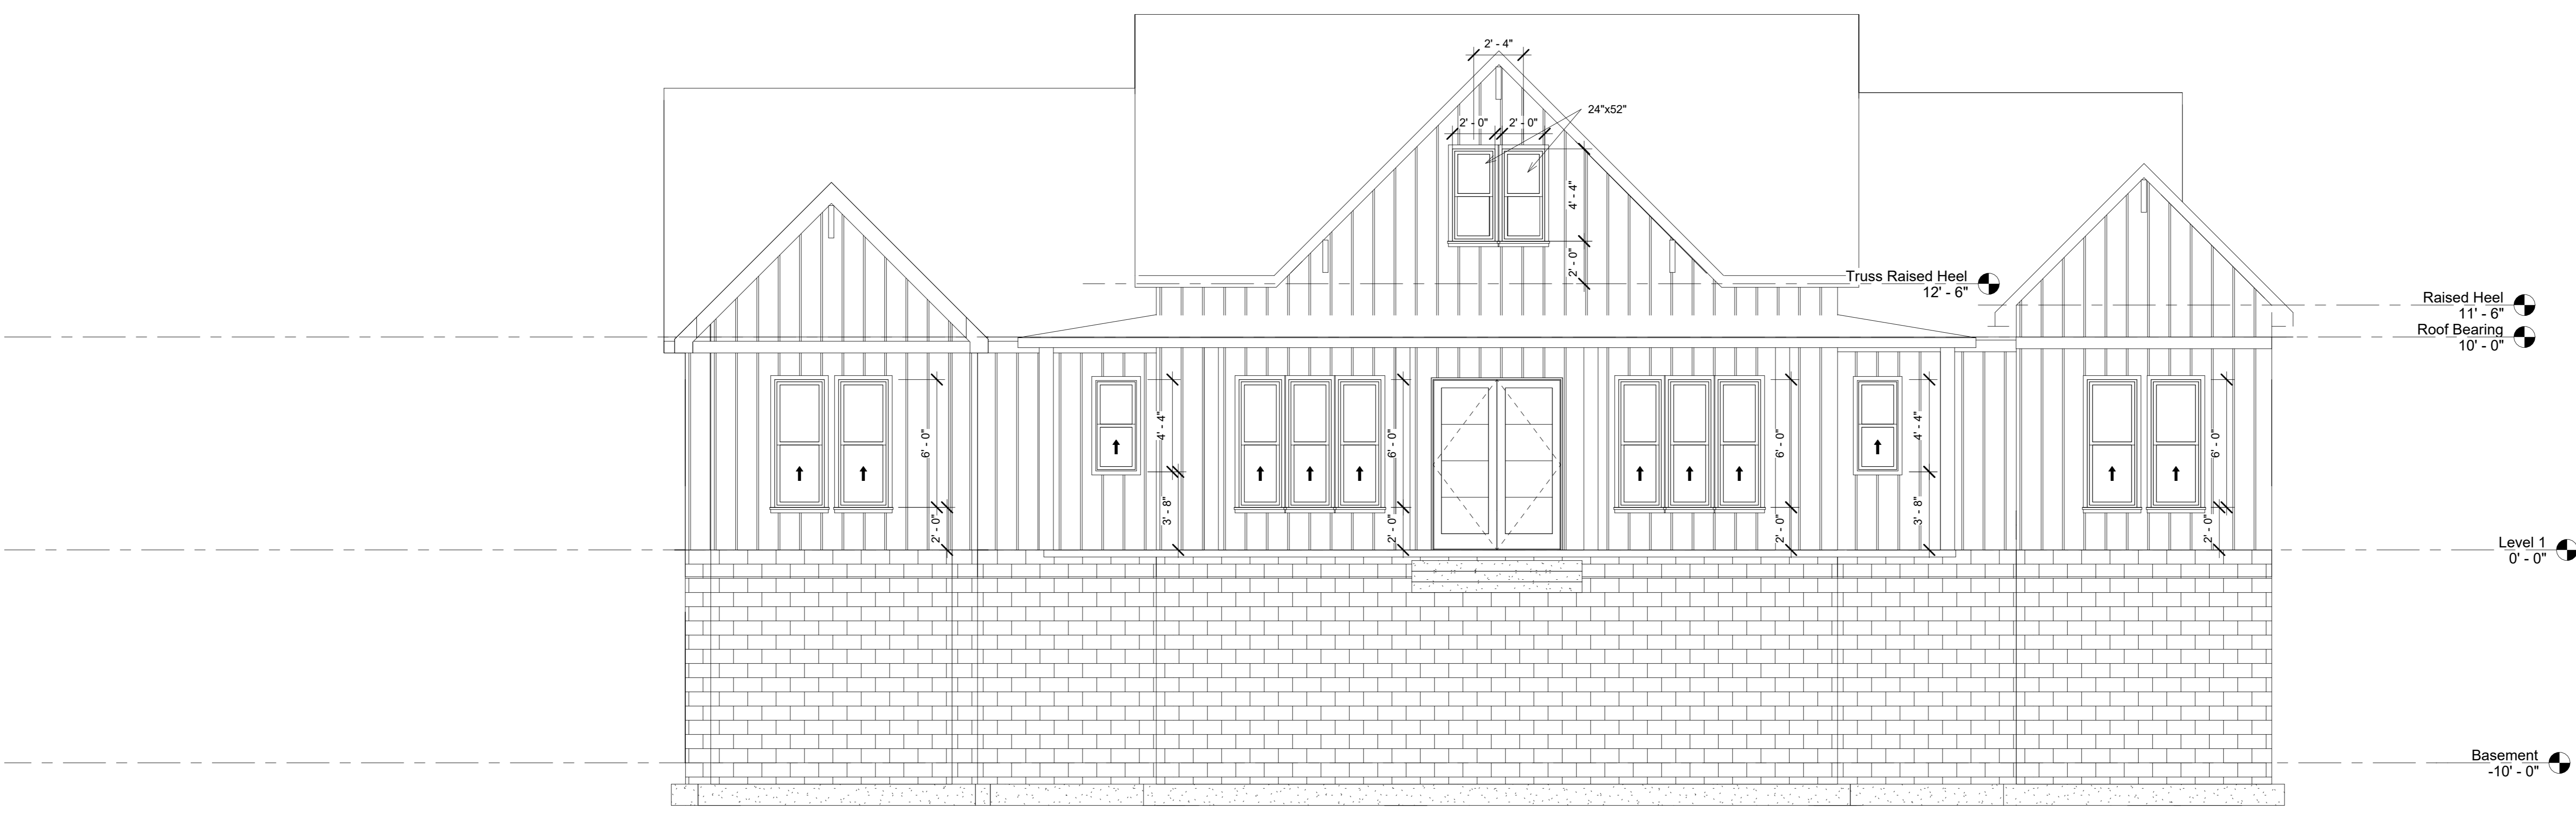 2' - 4"
24"x52"
2' - 0"
2' - 0"
4' - 4"
2' - 0"
Truss Raised Heel
12' - 6"
Raised Heel
11' - 6"
Roof Bearing
10' - 0"
6' - 0"
2' - 0"
4' - 4"
3' - 8"
6' - 0"
2' - 0"
6' - 0"
2' - 0"
4' - 4"
3' - 8"
6' - 0"
2' - 0"
Level 1
0' - 0"
Basement
-10' - 0"